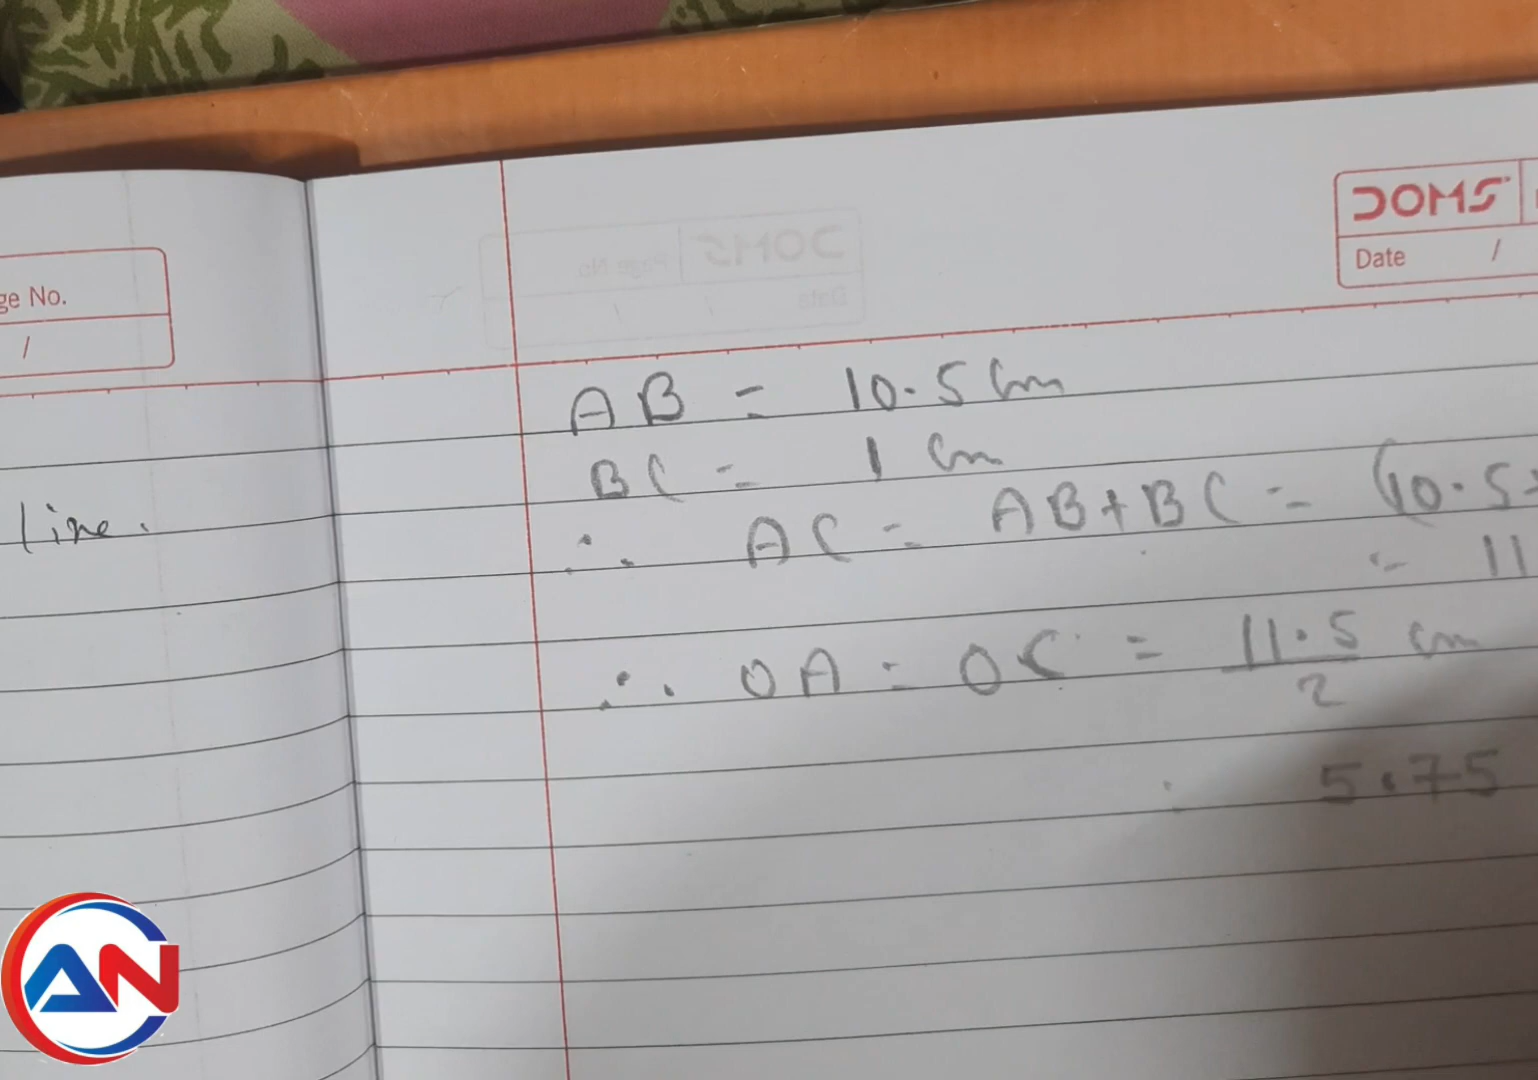 DOMS
Date /
ge No.
/
line.
AB = 10.5 cm
BC = 1 cm
∴ AC = AB+BC = (10.5
= 11
∴ OA = OC = 11.5/2 cm
5.75
AN